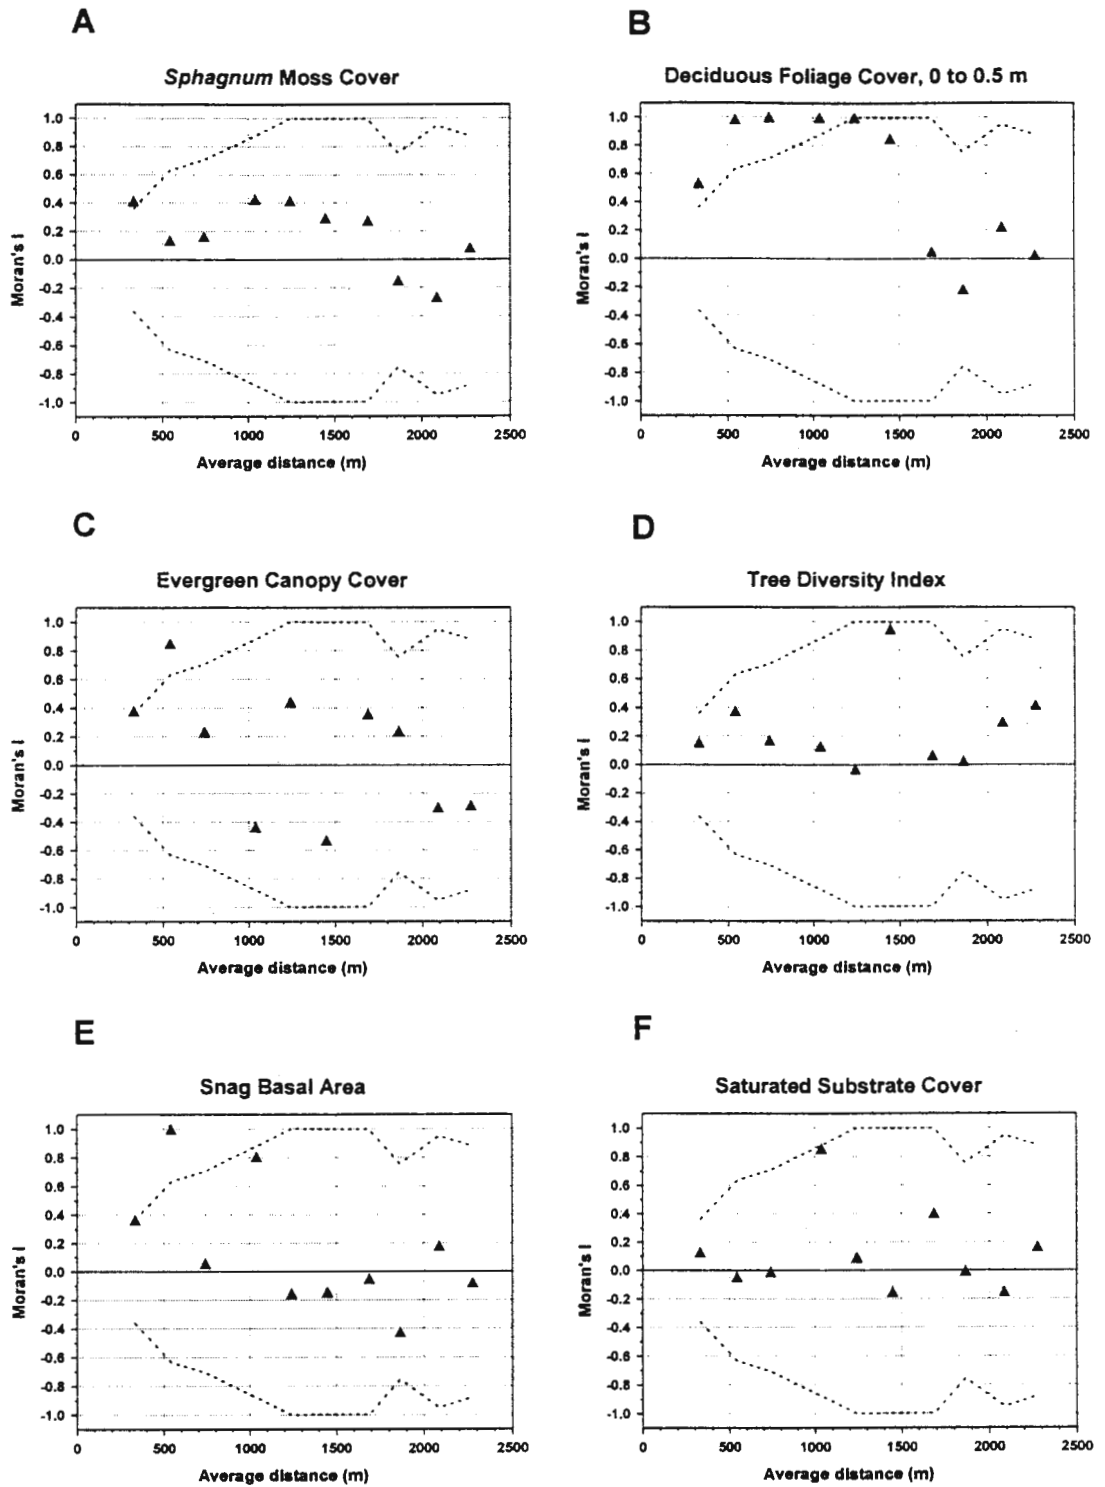 A
Sphagnum Moss Cover
Moran's I
1.0
0.8
0.6
0.4
0.2
0.0
-0.2
-0.4
-0.6
-0.8
-1.0
0 500 1000 1500 2000 2500
Average distance (m)
B
Deciduous Foliage Cover, 0 to 0.5 m
Moran's I
1.0
0.8
0.6
0.4
0.2
0.0
-0.2
-0.4
-0.6
-0.8
-1.0
0 500 1000 1500 2000 2500
Average distance (m)
C
Evergreen Canopy Cover
Moran's I
1.0
0.8
0.6
0.4
0.2
0.0
-0.2
-0.4
-0.6
-0.8
-1.0
0 500 1000 1500 2000 2500
Average distance (m)
D
Tree Diversity Index
Moran's I
1.0
0.8
0.6
0.4
0.2
0.0
-0.2
-0.4
-0.6
-0.8
-1.0
0 500 1000 1500 2000 2500
Average distance (m)
E
Snag Basal Area
Moran's I
1.0
0.8
0.6
0.4
0.2
0.0
-0.2
-0.4
-0.6
-0.8
-1.0
0 500 1000 1500 2000 2500
Average distance (m)
F
Saturated Substrate Cover
Moran's I
1.0
0.8
0.6
0.4
0.2
0.0
-0.2
-0.4
-0.6
-0.8
-1.0
0 500 1000 1500 2000 2500
Average distance (m)